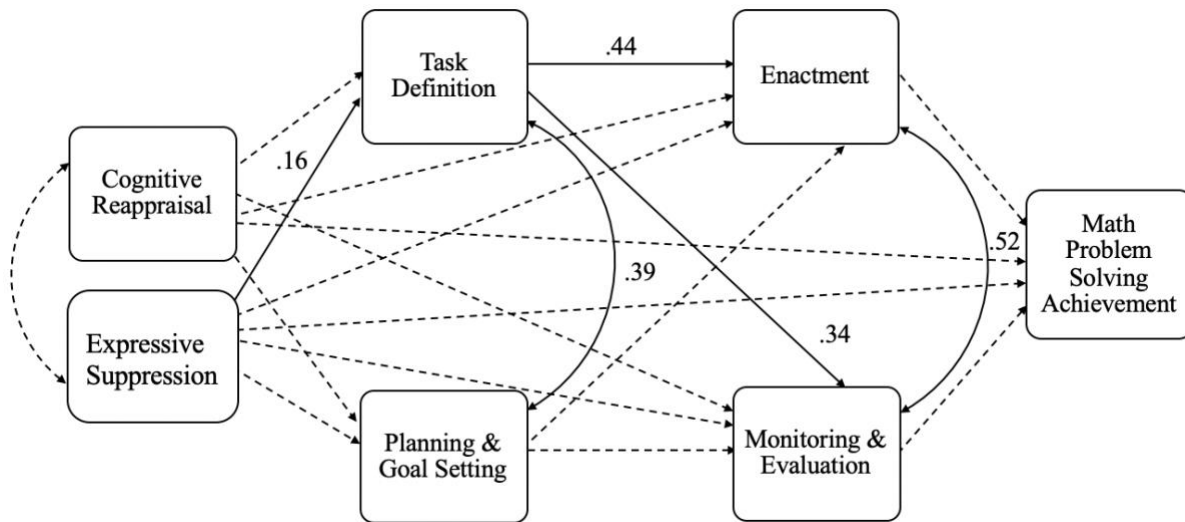 Task
Definition
.44
Enactment
.16
Cognitive
Reappraisal
Math
Problem
Solving
Achievement
.52
.39
Expressive
Suppression
.34
Planning &
Goal Setting
Monitoring &
Evaluation